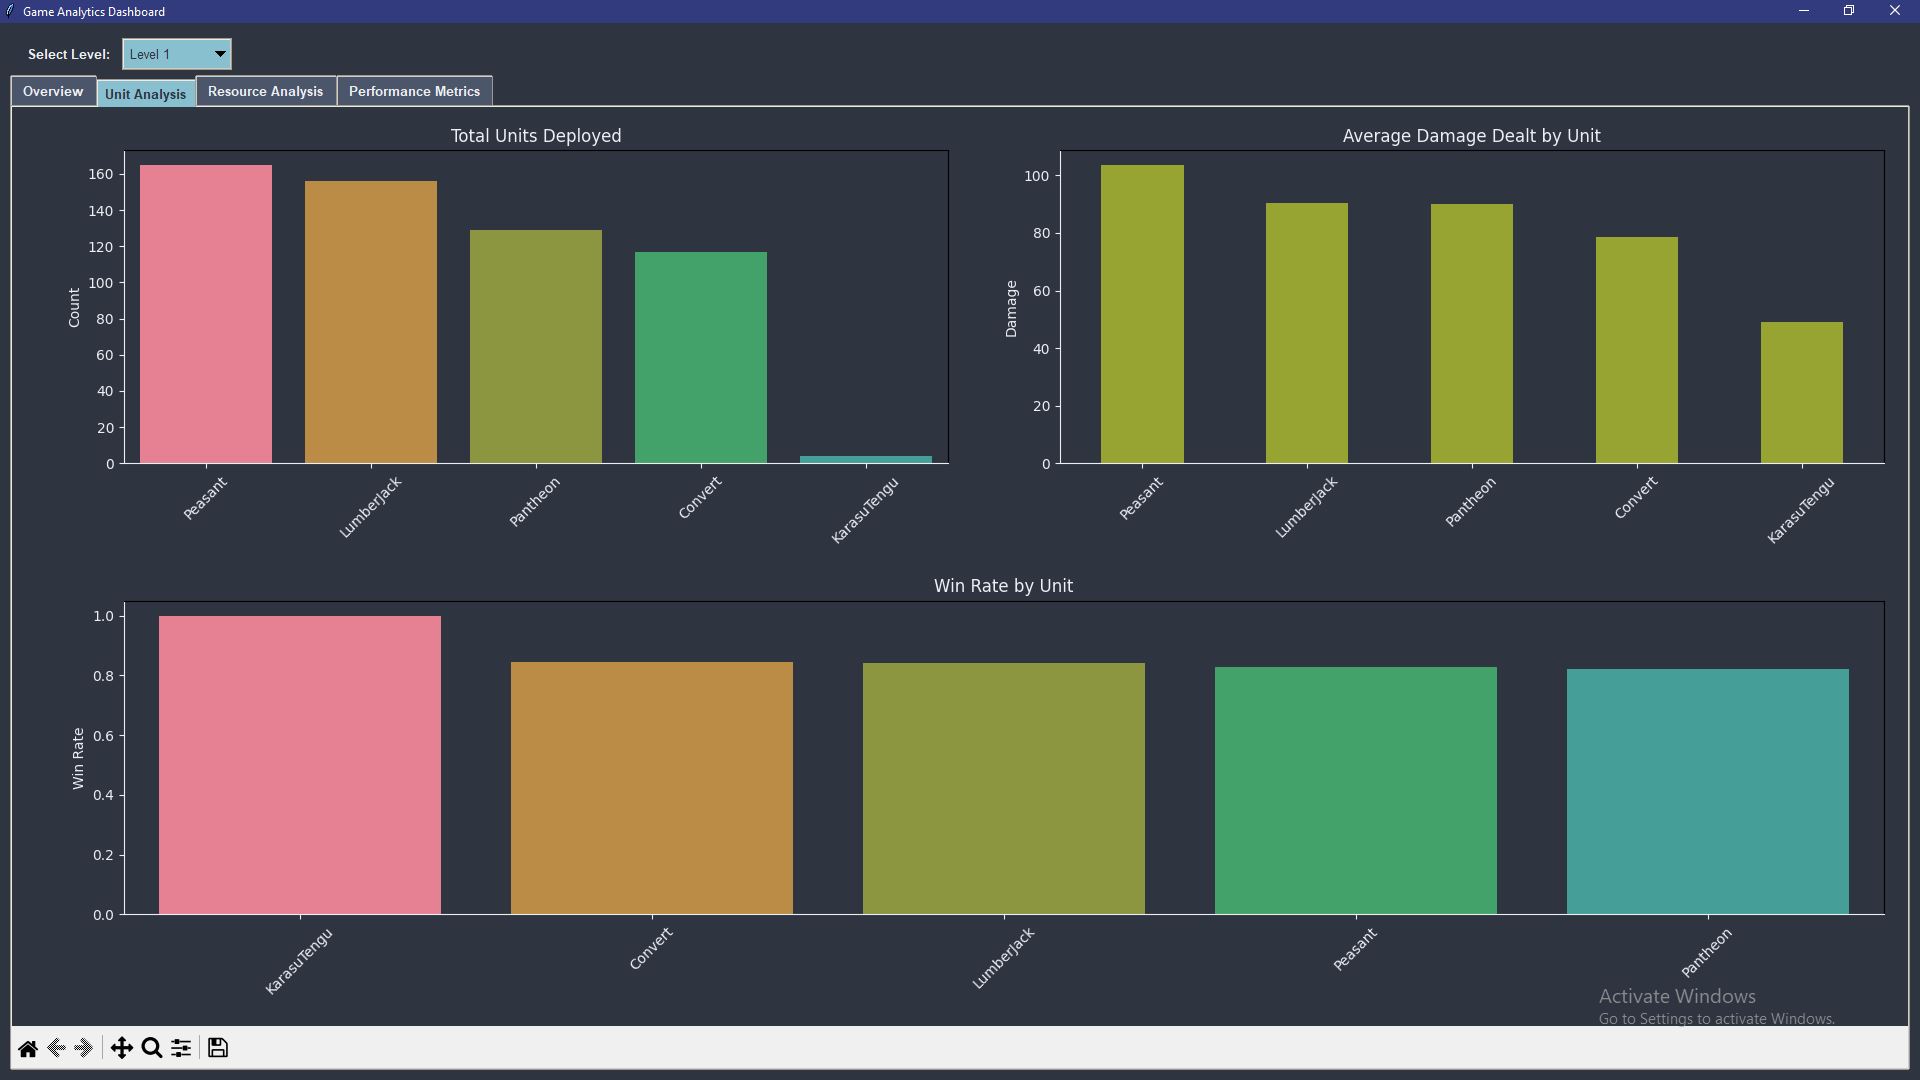 Game Analytics Dashboard
Select Level: Level 1
Overview Unit Analysis Resource Analysis Performance Metrics
Total Units Deployed
160
140
120
100
80
60
40
20
0
Count
Peasant Lumberjack Pantheon Convert KarasuTengu
Average Damage Dealt by Unit
100
80
60
40
20
0
Damage
Peasant Lumberjack Pantheon Convert KarasuTengu
Win Rate by Unit
1.0
0.8
0.6
0.4
0.2
0.0
Win Rate
KarasuTengu Convert Lumberjack Peasant Pantheon
Activate Windows
Go to Settings to activate Windows.